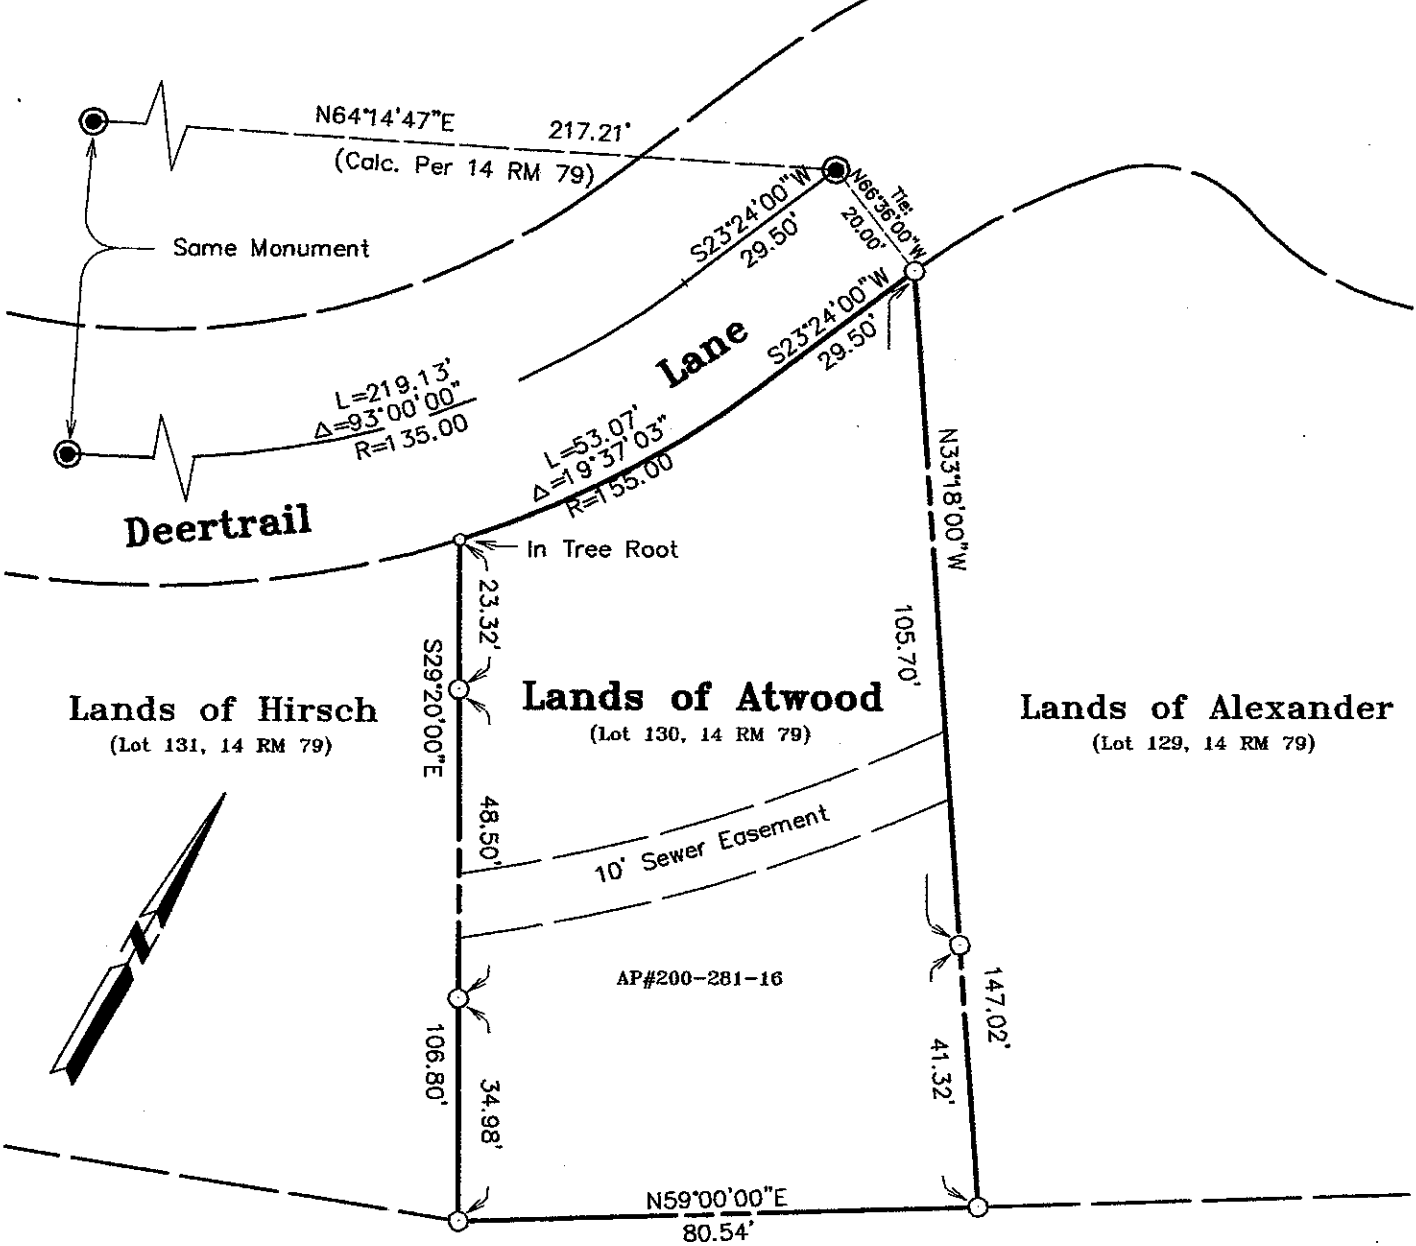 N64°14'47"E 217.21'
(Calc. Per 14 RM 79)
Same Monument
S23°24'00"W
29.50'
Tie:
N66°36'00"W
20.00'
S23°24'00"W
29.50'
Lane
L=219.13'
Δ=93°00'00"
R=135.00
L=53.07'
Δ=19°37'03"
R=155.00
Deertrail
In Tree Root
N33°18'00"W
105.70'
23.32'
S29°20'00"E
Lands of Hirsch
(Lot 131, 14 RM 79)
Lands of Atwood
(Lot 130, 14 RM 79)
Lands of Alexander
(Lot 129, 14 RM 79)
48.50'
10' Sewer Easement
AP#200-281-16
147.02'
41.32'
106.80'
34.98'
N59°00'00"E
80.54'